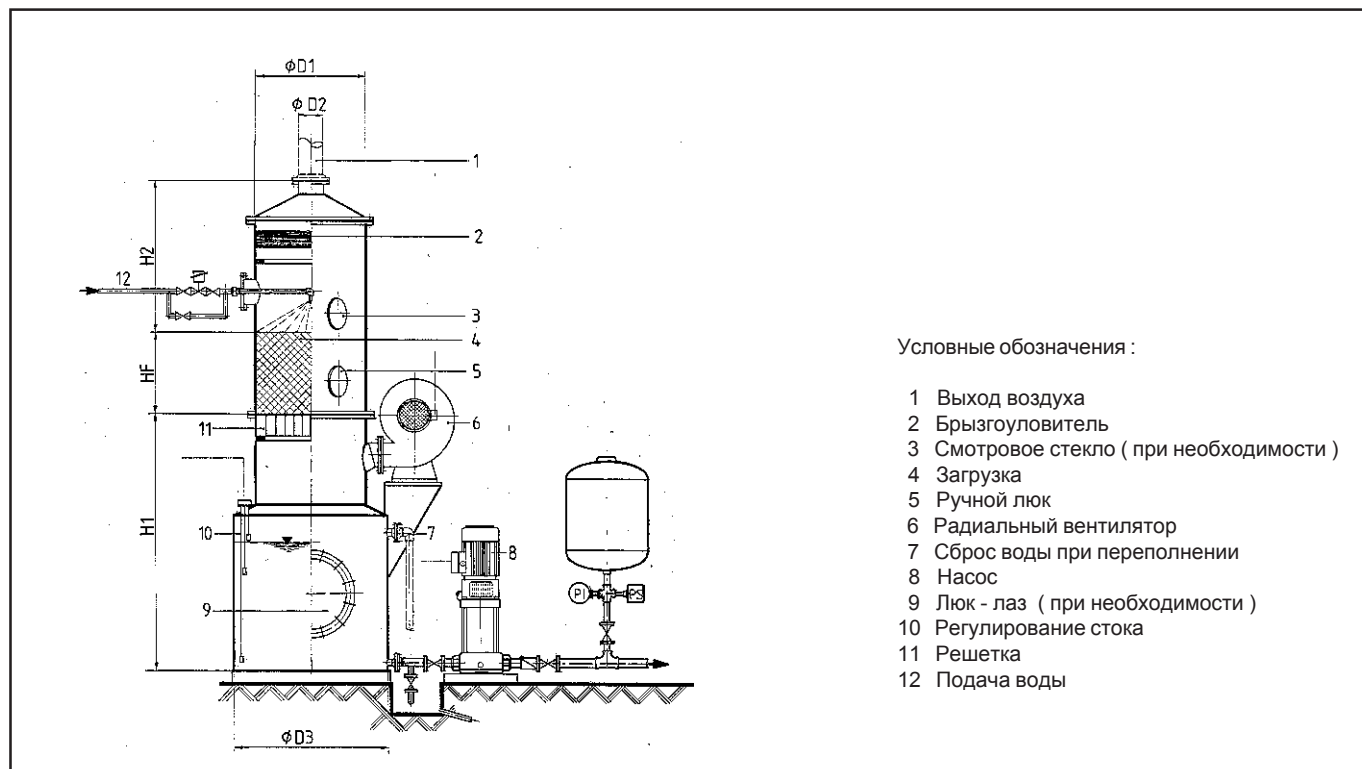 φD1
φ D2
1
2
H2
12
3
4
HF
5
11
6
H1
10
7
8
PI
PS
9
φD3
Условные обозначения :
1 Выход воздуха
2 Брызгоуловитель
3 Смотровое стекло ( при необходимости )
4 Загрузка
5 Ручной люк
6 Радиальный вентилятор
7 Сброс воды при переполнении
8 Насос
9 Люк - лаз ( при необходимости )
10 Регулирование стока
11 Решетка
12 Подача воды